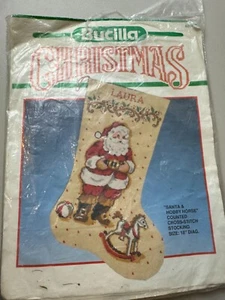 Bucilla
CHRISTMAS
LAURA
"SANTA &
HOBBY HORSE"
COUNTED
CROSS-STITCH
STOCKING
SIZE: 18" DIAG.